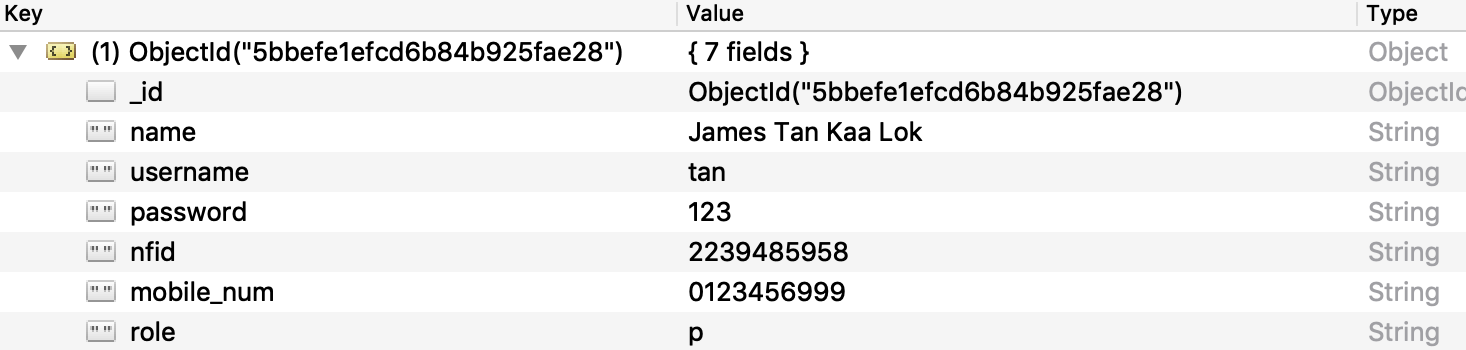 Key Value Type
(1) ObjectId("5bbefe1efcd6b84b925fae28") { 7 fields } Object
_id ObjectId("5bbefe1efcd6b84b925fae28") ObjectId
name James Tan Kaa Lok String
username tan String
password 123 String
nfid 2239485958 String
mobile_num 0123456999 String
role p String